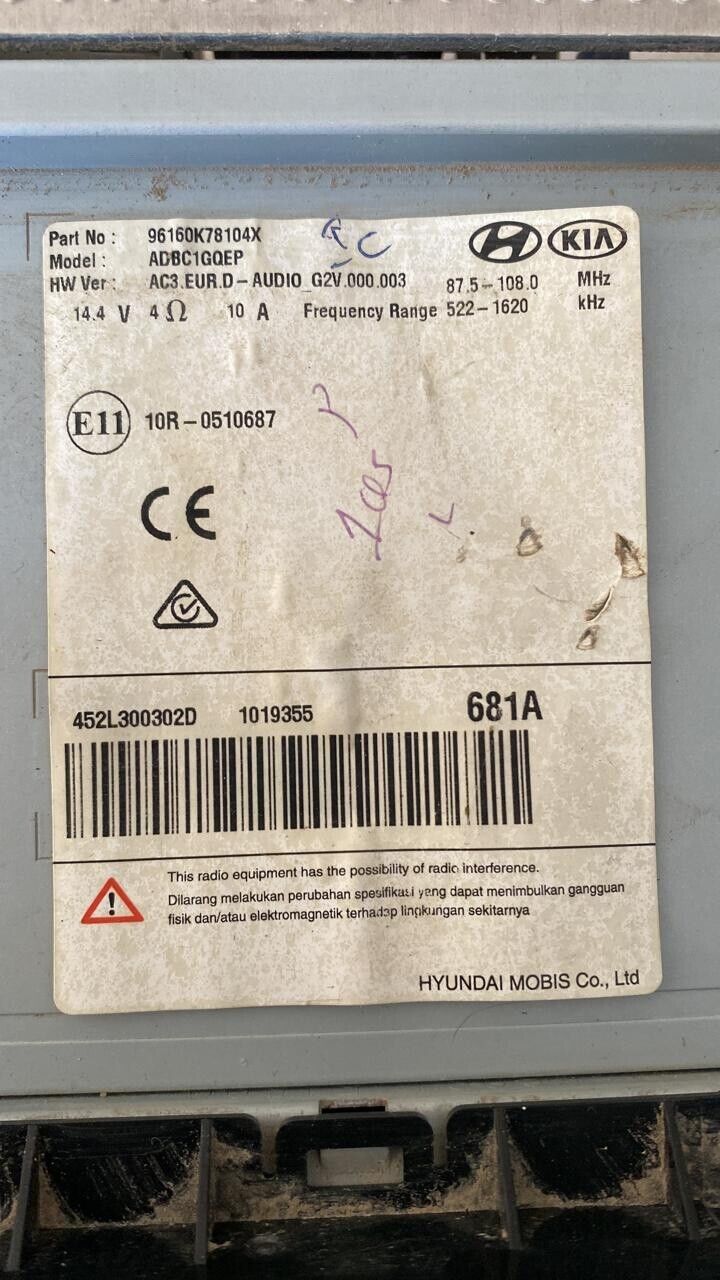 Part No : 96160K78104X
Model : ADBC1GQEP
HW Ver : AC3.EUR.D-AUDIO_G2V.000.003 87.5-108.0 MHz
14.4 V 4Ω 10 A Frequency Range 522-1620 kHz
KIA
E11 10R-0510687
CE
452L300302D 1019355 681A
This radio equipment has the possibility of radio interference.
Dilarang melakukan perubahan spesifikasi yang dapat menimbulkan gangguan
fisik dan/atau elektromagnetik terhadap lingkungan sekitarnya
HYUNDAI MOBIS Co., Ltd